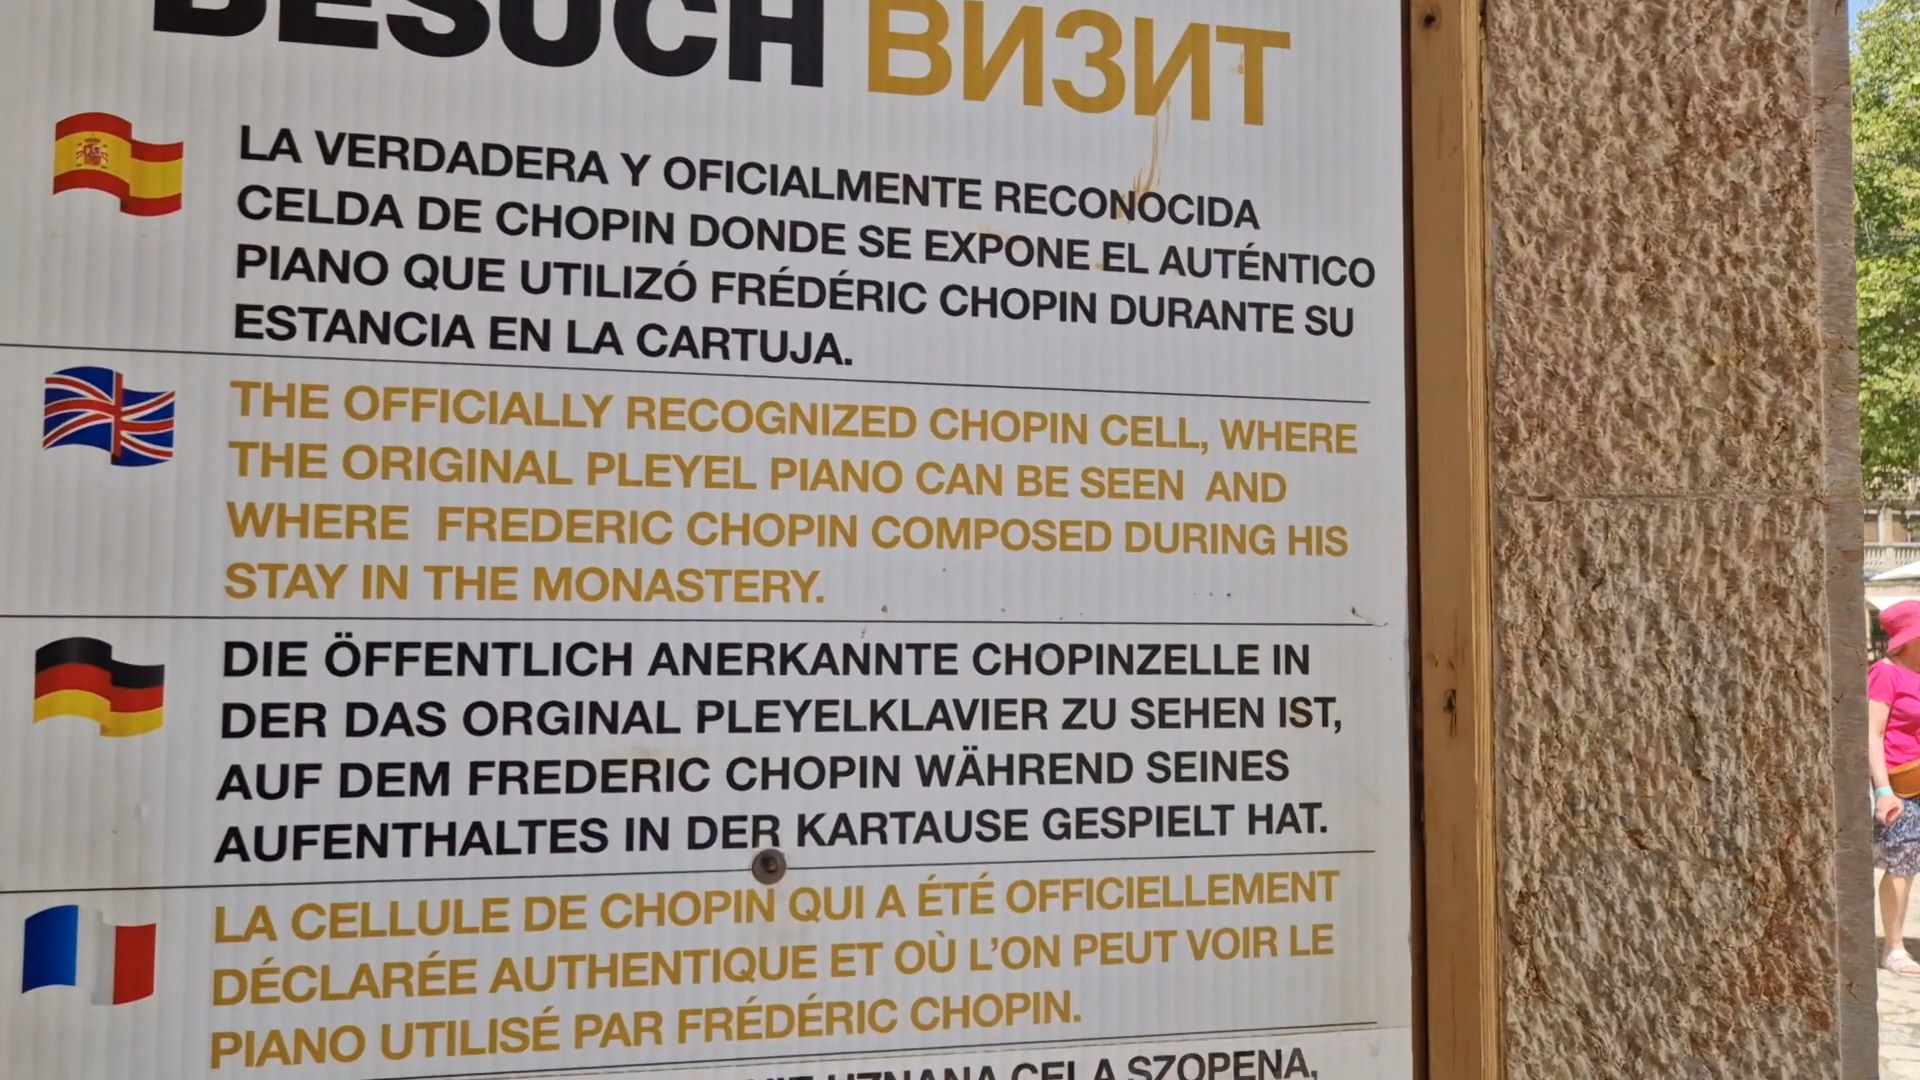 BESUCH ВИЗИТ
LA VERDADERA Y OFICIALMENTE RECONOCIDA
CELDA DE CHOPIN DONDE SE EXPONE EL AUTÉNTICO
PIANO QUE UTILIZÓ FRÉDÉRIC CHOPIN DURANTE SU
ESTANCIA EN LA CARTUJA.
THE OFFICIALLY RECOGNIZED CHOPIN CELL, WHERE
THE ORIGINAL PLEYEL PIANO CAN BE SEEN AND
WHERE FREDERIC CHOPIN COMPOSED DURING HIS
STAY IN THE MONASTERY.
DIE ÖFFENTLICH ANERKANNTE CHOPINZELLE IN
DER DAS ORGINAL PLEYELKLAVIER ZU SEHEN IST,
AUF DEM FREDERIC CHOPIN WÄHREND SEINES
AUFENTHALTES IN DER KARTAUSE GESPIELT HAT.
LA CELLULE DE CHOPIN QUI A ÉTÉ OFFICIELLEMENT
DÉCLARÉE AUTHENTIQUE ET OÙ L'ON PEUT VOIR LE
PIANO UTILISÉ PAR FRÉDÉRIC CHOPIN.
UZNANA CELA SZOPENA,